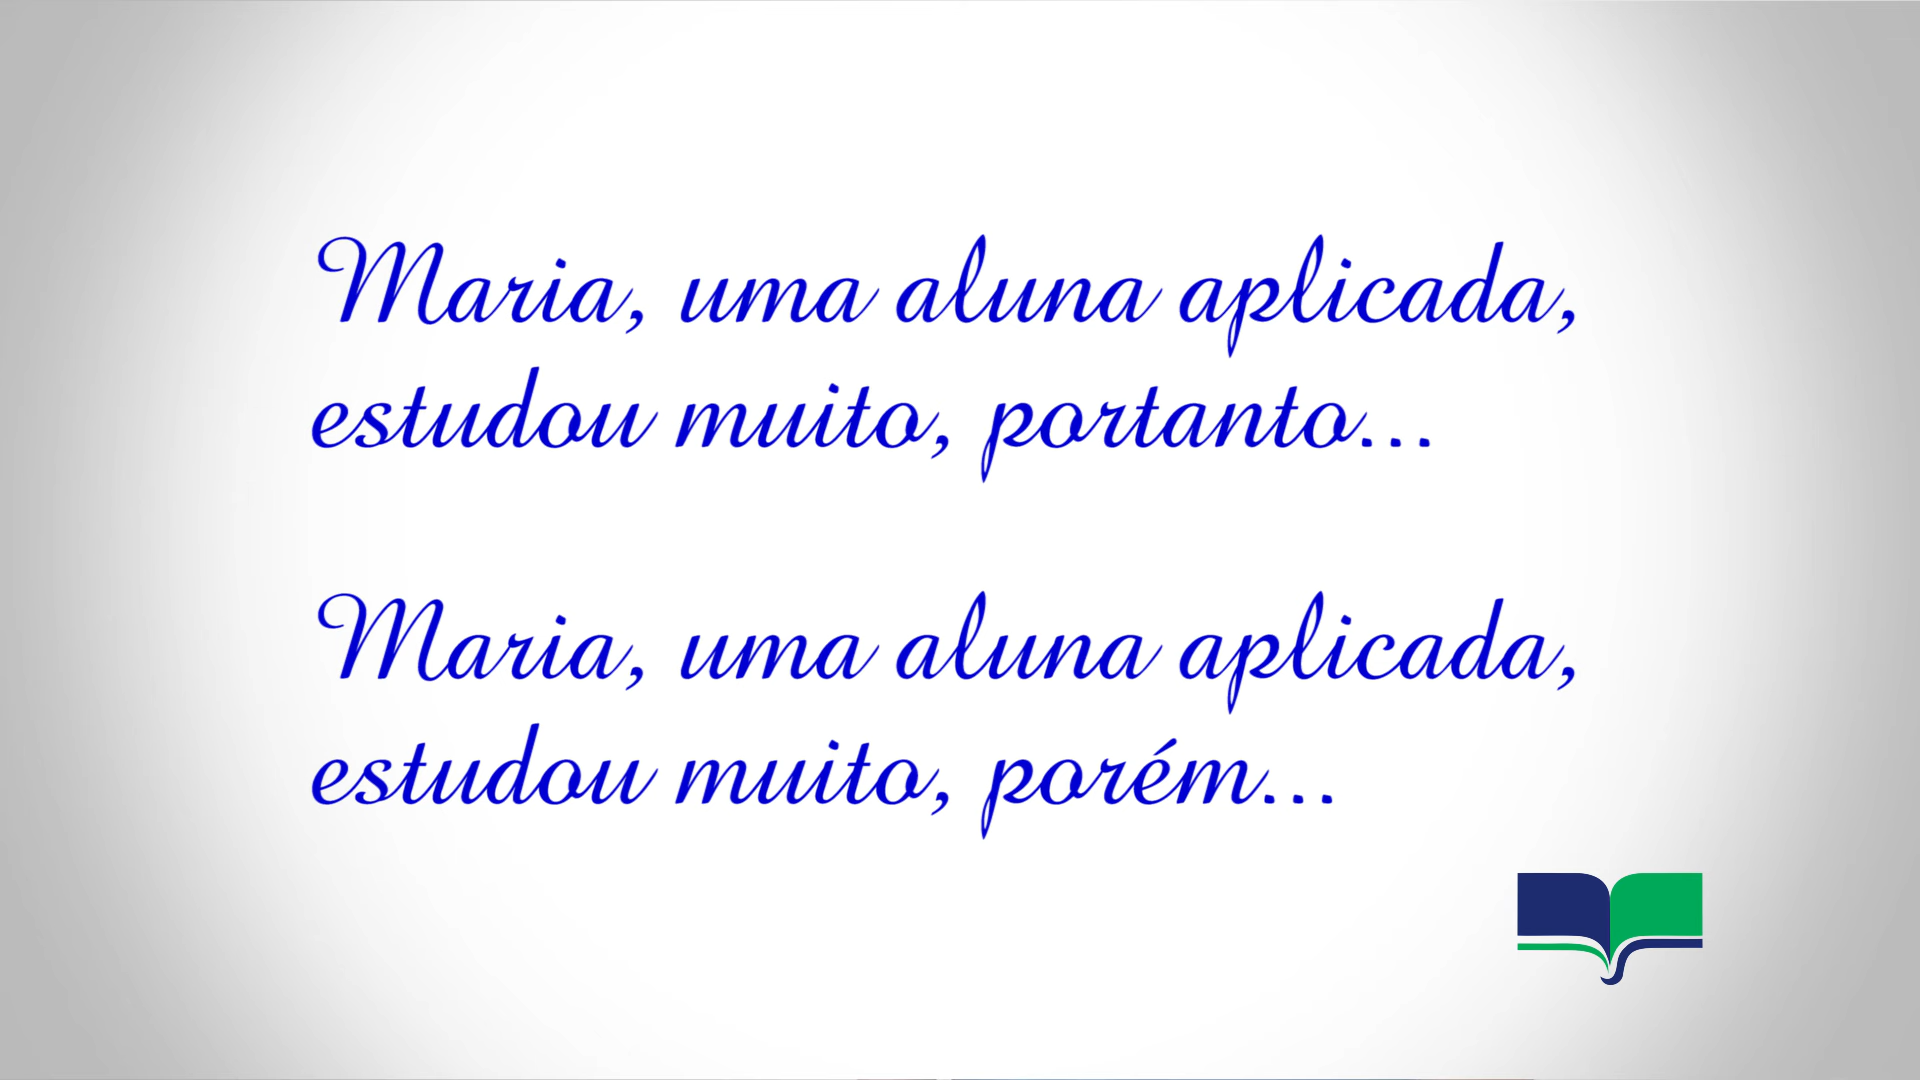 Maria, uma aluna aplicada,
estudou muito, portanto...
Maria, uma aluna aplicada,
estudou muito, porém...